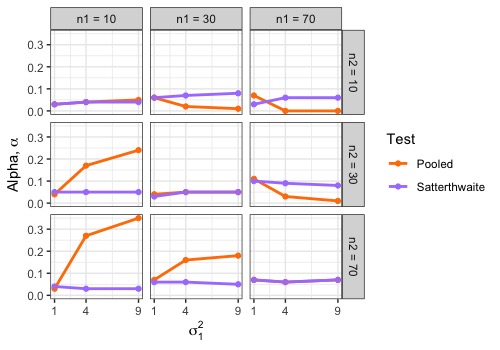 n1 = 10
n1 = 30
n1 = 70
0.3
0.2
0.1
0.0
n2 = 10
0.3
0.2
0.1
0.0
n2 = 30
0.3
0.2
0.1
0.0
n2 = 70
1 4 9
1 4 9
1 4 9
Alpha, α
σ₁²
Test
Pooled
Satterthwaite